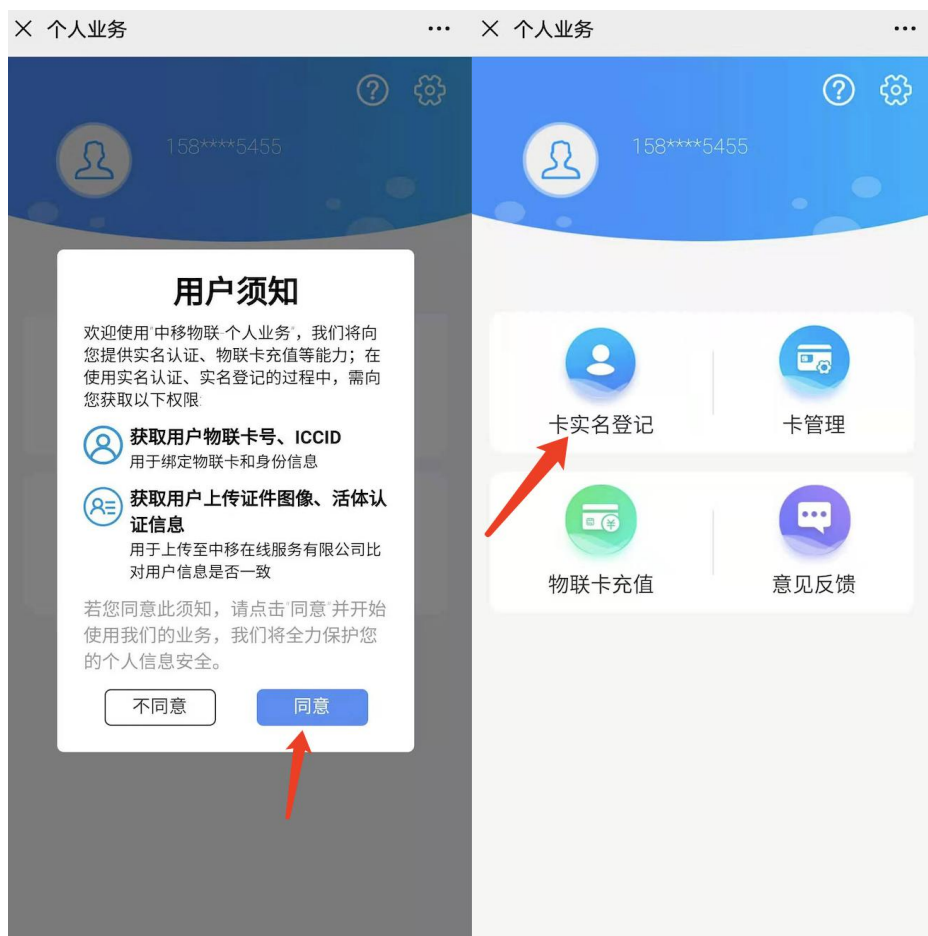 个人业务
158****5455
用户须知
欢迎使用"中移物联-个人业务"，我们将向
您提供实名认证、物联卡充值等能力；在
使用实名认证、实名登记的过程中，需向
您获取以下权限:
获取用户物联卡号、ICCID
用于绑定物联卡和身份信息
获取用户上传证件图像、活体认
证信息
用于上传至中移在线服务有限公司比
对用户信息是否一致
若您同意此须知，请点击"同意"并开始
使用我们的业务，我们将全力保护您
的个人信息安全。
不同意
同意
个人业务
158****5455
卡实名登记
卡管理
物联卡充值
意见反馈